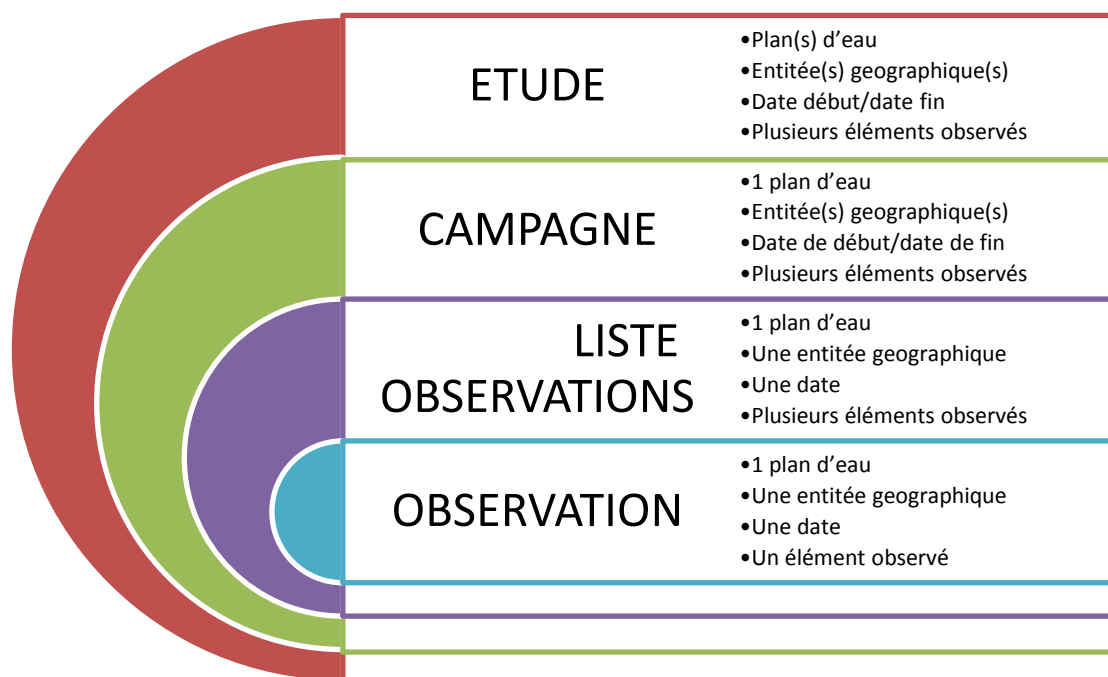 ETUDE
•Plan(s) d’eau
•Entitée(s) geographique(s)
•Date début/date fin
•Plusieurs éléments observés
CAMPAGNE
•1 plan d’eau
•Entitée(s) geographique(s)
•Date de début/date de fin
•Plusieurs éléments observés
LISTE
OBSERVATIONS
•1 plan d’eau
•Une entitée geographique
•Une date
•Plusieurs éléments observés
OBSERVATION
•1 plan d’eau
•Une entitée geographique
•Une date
•Un élément observé